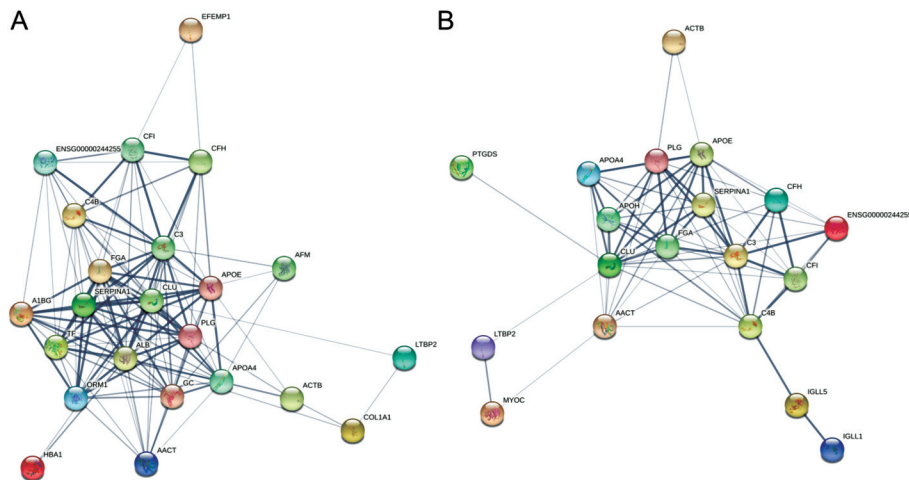 A
EFEMP1
ENSG00000244255
CFI
CFH
C4B
C3
AFM
FGA
APOE
A1BG
SERPINA1
CLU
TF
PLG
ALB
LTBP2
ORM1
GC
APOA4
ACTB
COL1A1
HBA1
AACT
B
ACTB
PTGDS
PLG
APOE
APOA4
SERPINA1
CFH
APOH
ENSG0000024425
FGA
C3
CLU
CFI
LTBP2
AACT
C4B
MYOC
IGLL5
IGLL1